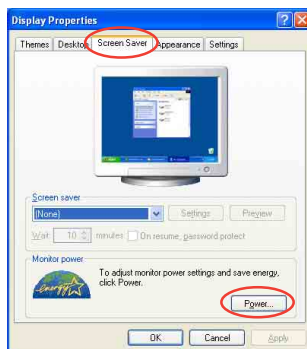 Display Properties
Themes Desktop Screen Saver Appearance Settings
Screen saver
(None) Settings Preview
Wait: 10 minutes On resume, password protect
Monitor power
To adjust monitor power settings and save energy,
click Power.
energy
Power...
OK Cancel Apply